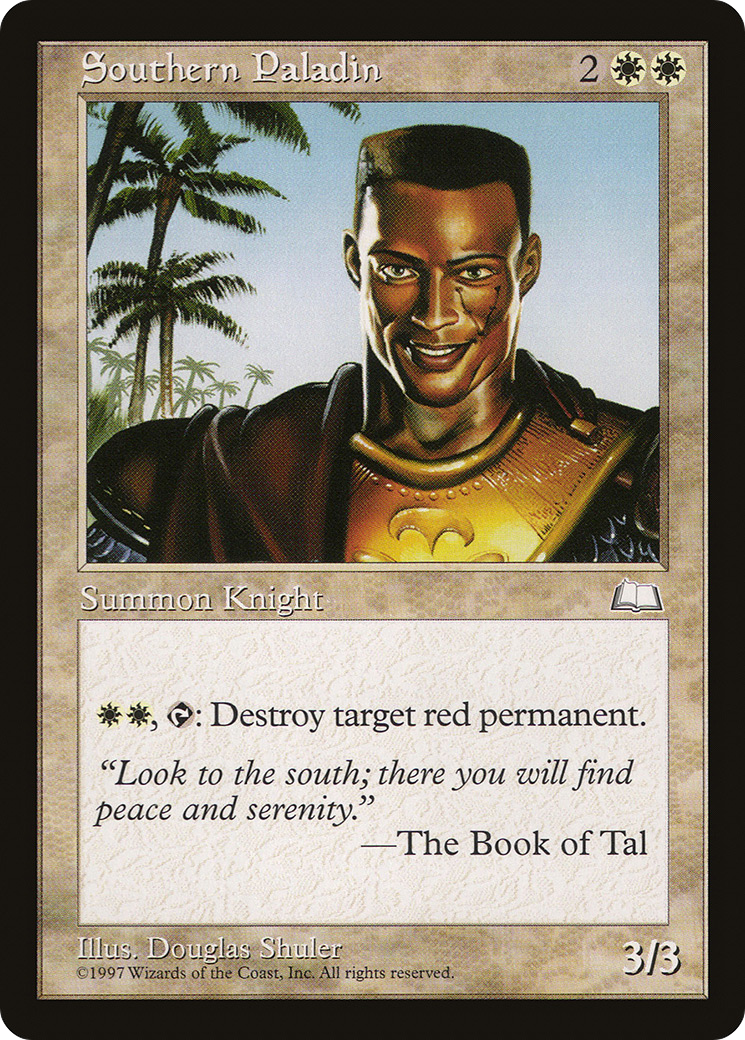 Southern Paladin 2
Summon Knight
, : Destroy target red permanent.
“Look to the south; there you will find
peace and serenity.”
—The Book of Tal
Illus. Douglas Shuler
©1997 Wizards of the Coast, Inc. All rights reserved.
3/3